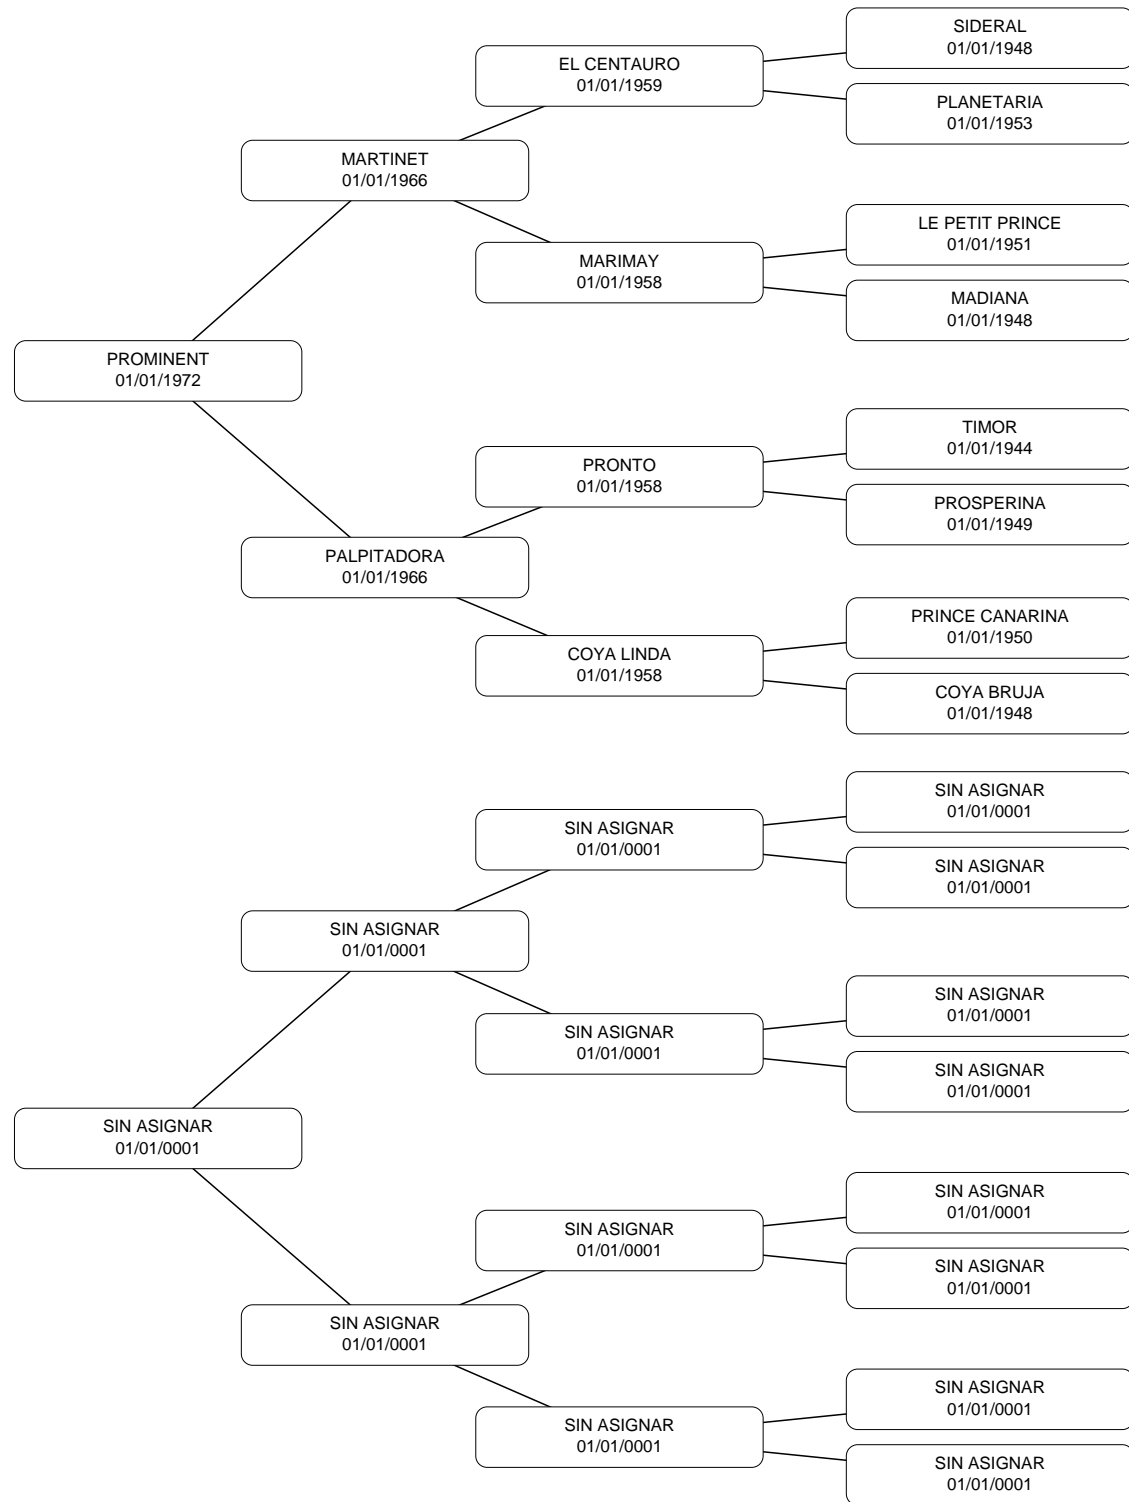 SIDERAL
01/01/1948
EL CENTAURO
01/01/1959
PLANETARIA
01/01/1953
MARTINET
01/01/1966
LE PETIT PRINCE
01/01/1951
MARIMAY
01/01/1958
MADIANA
01/01/1948
PROMINENT
01/01/1972
TIMOR
01/01/1944
PRONTO
01/01/1958
PROSPERINA
01/01/1949
PALPITADORA
01/01/1966
PRINCE CANARINA
01/01/1950
COYA LINDA
01/01/1958
COYA BRUJA
01/01/1948
SIN ASIGNAR
01/01/0001
SIN ASIGNAR
01/01/0001
SIN ASIGNAR
01/01/0001
SIN ASIGNAR
01/01/0001
SIN ASIGNAR
01/01/0001
SIN ASIGNAR
01/01/0001
SIN ASIGNAR
01/01/0001
SIN ASIGNAR
01/01/0001
SIN ASIGNAR
01/01/0001
SIN ASIGNAR
01/01/0001
SIN ASIGNAR
01/01/0001
SIN ASIGNAR
01/01/0001
SIN ASIGNAR
01/01/0001
SIN ASIGNAR
01/01/0001
SIN ASIGNAR
01/01/0001